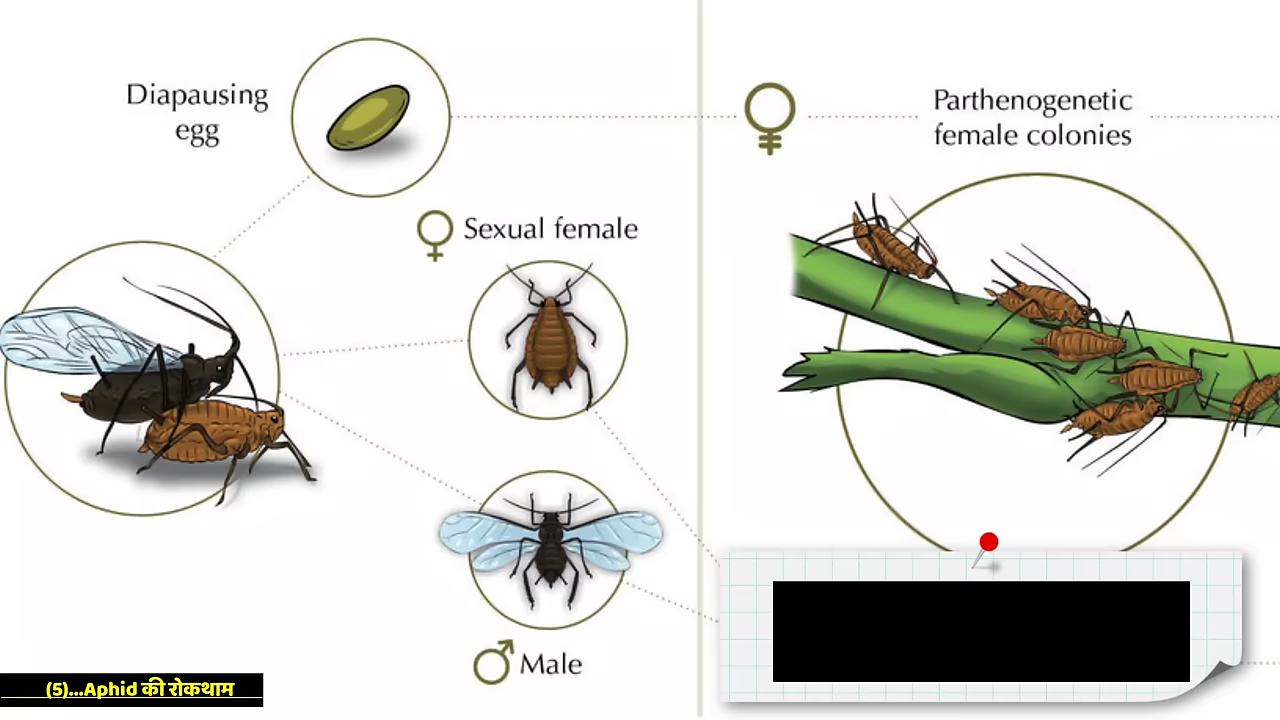 Diapausing
egg
Sexual female
Male
Parthenogenetic
female colonies
(5)...Aphid की रोकथाम